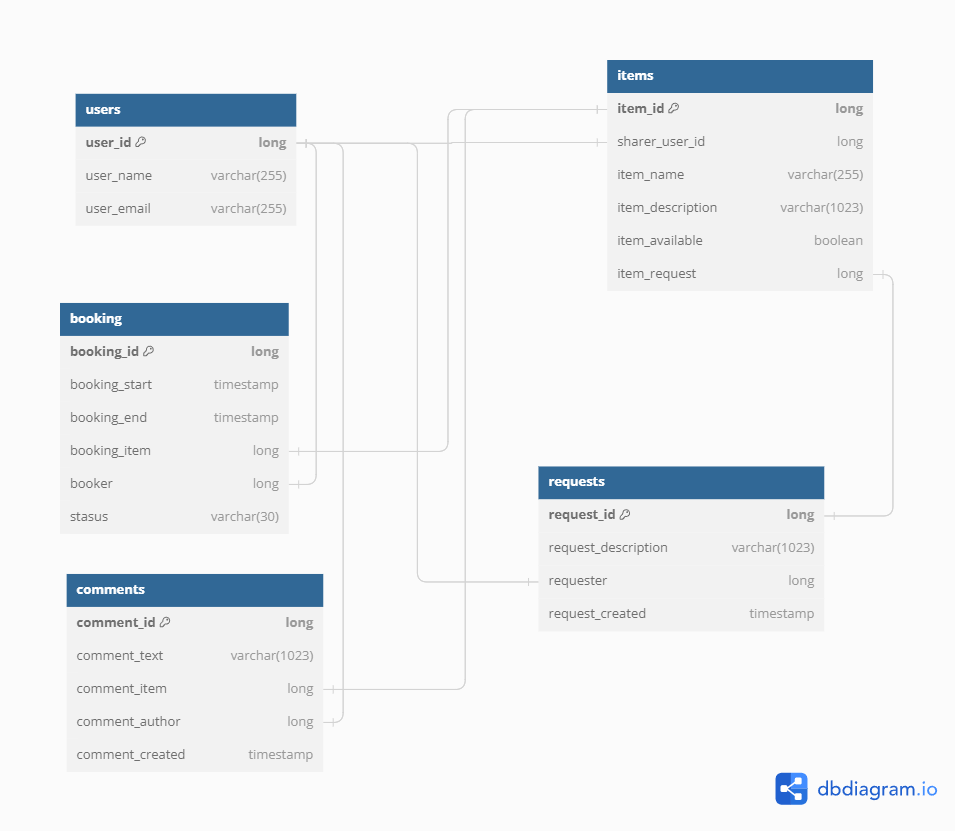 users
user_id long
user_name varchar(255)
user_email varchar(255)
items
item_id long
sharer_user_id long
item_name varchar(255)
item_description varchar(1023)
item_available boolean
item_request long
booking
booking_id long
booking_start timestamp
booking_end timestamp
booking_item long
booker long
stasus varchar(30)
requests
request_id long
request_description varchar(1023)
requester long
request_created timestamp
comments
comment_id long
comment_text varchar(1023)
comment_item long
comment_author long
comment_created timestamp
dbdiagram.io